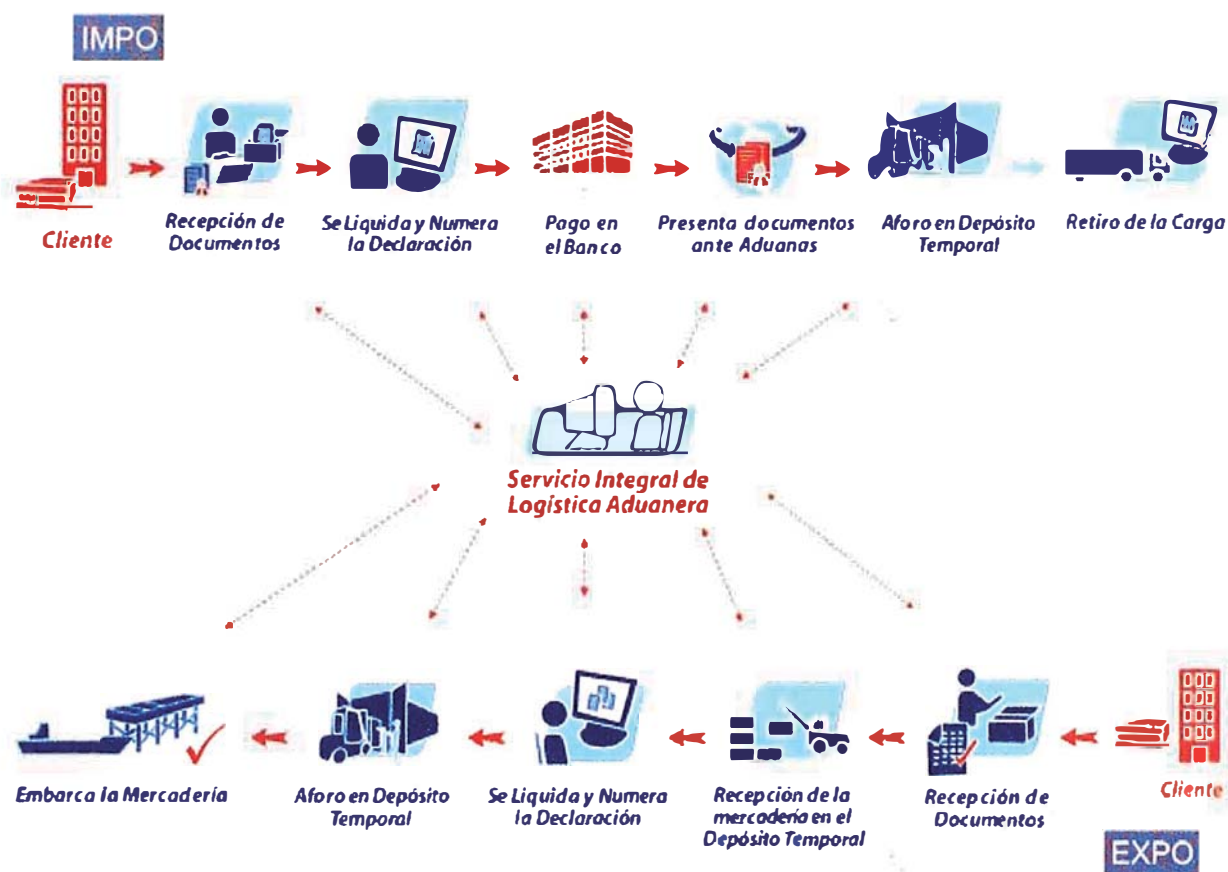 IMPO
Cliente
Recepción de
Documentos
Se Liquida y Numera
la Declaración
Pago en
el Banco
Presenta documentos
ante Aduanas
Aforo en Depósito
Temporal
Retiro de la Carga
Servicio Integral de
Logística Aduanera
Embarca la Mercadería
Aforo en Depósito
Temporal
Se Liquida y Numera
la Declaración
Recepción de la
mercadería en el
Depósito Temporal
Recepción de
Documentos
Cliente
EXPO